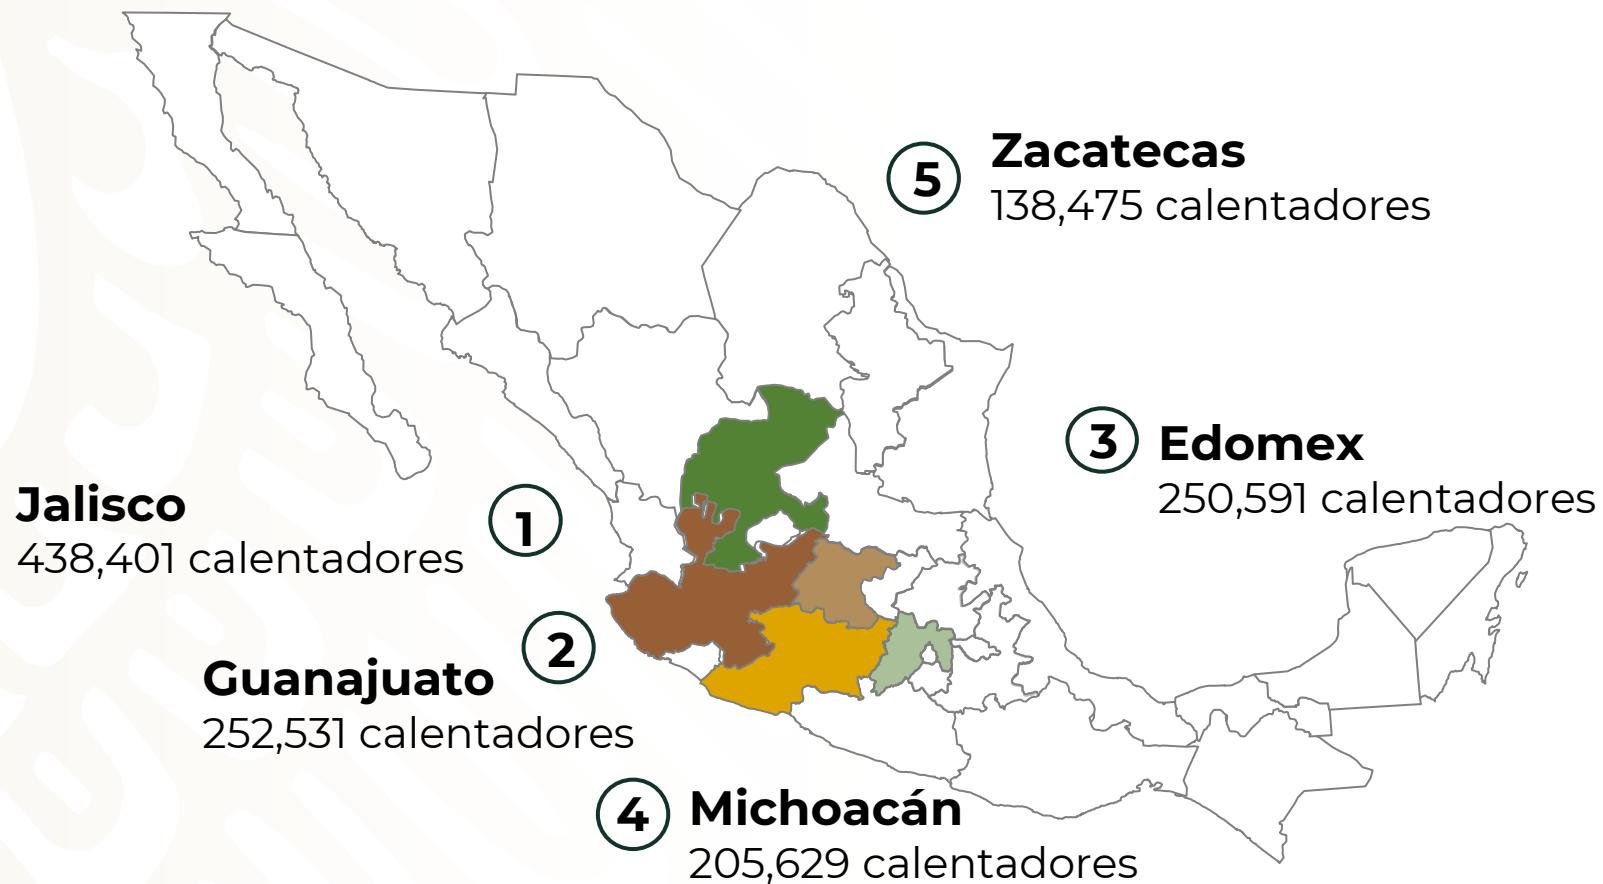 5
Zacatecas
138,475 calentadores
3
Edomex
250,591 calentadores
Jalisco
438,401 calentadores
1
2
Guanajuato
252,531 calentadores
4
Michoacán
205,629 calentadores